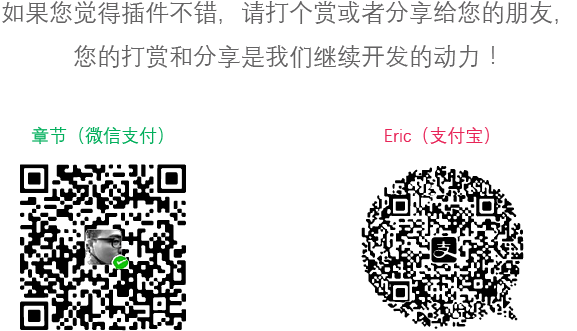 如果您觉得插件不错，请打个赏或者分享给您的朋友,
您的打赏和分享是我们继续开发的动力！
章节（微信支付）
Eric（支付宝）
支